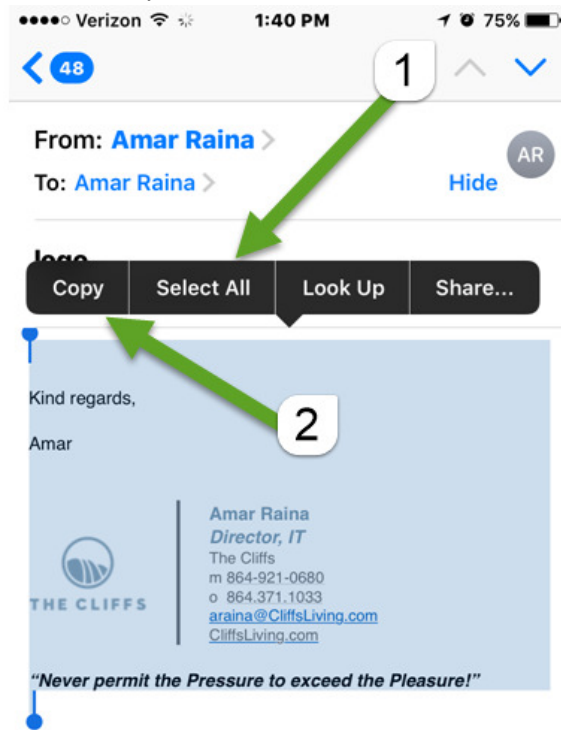 Verizon 1:40 PM 75%
48
1
From: Amar Raina
AR
To: Amar Raina Hide
logo
Copy Select All Look Up Share...
Kind regards,
2
Amar
Amar Raina
Director, IT
The Cliffs
m 864-921-0680
THE CLIFFS
o 864.371.1033
araina@CliffsLiving.com
CliffsLiving.com
“Never permit the Pressure to exceed the Pleasure!”